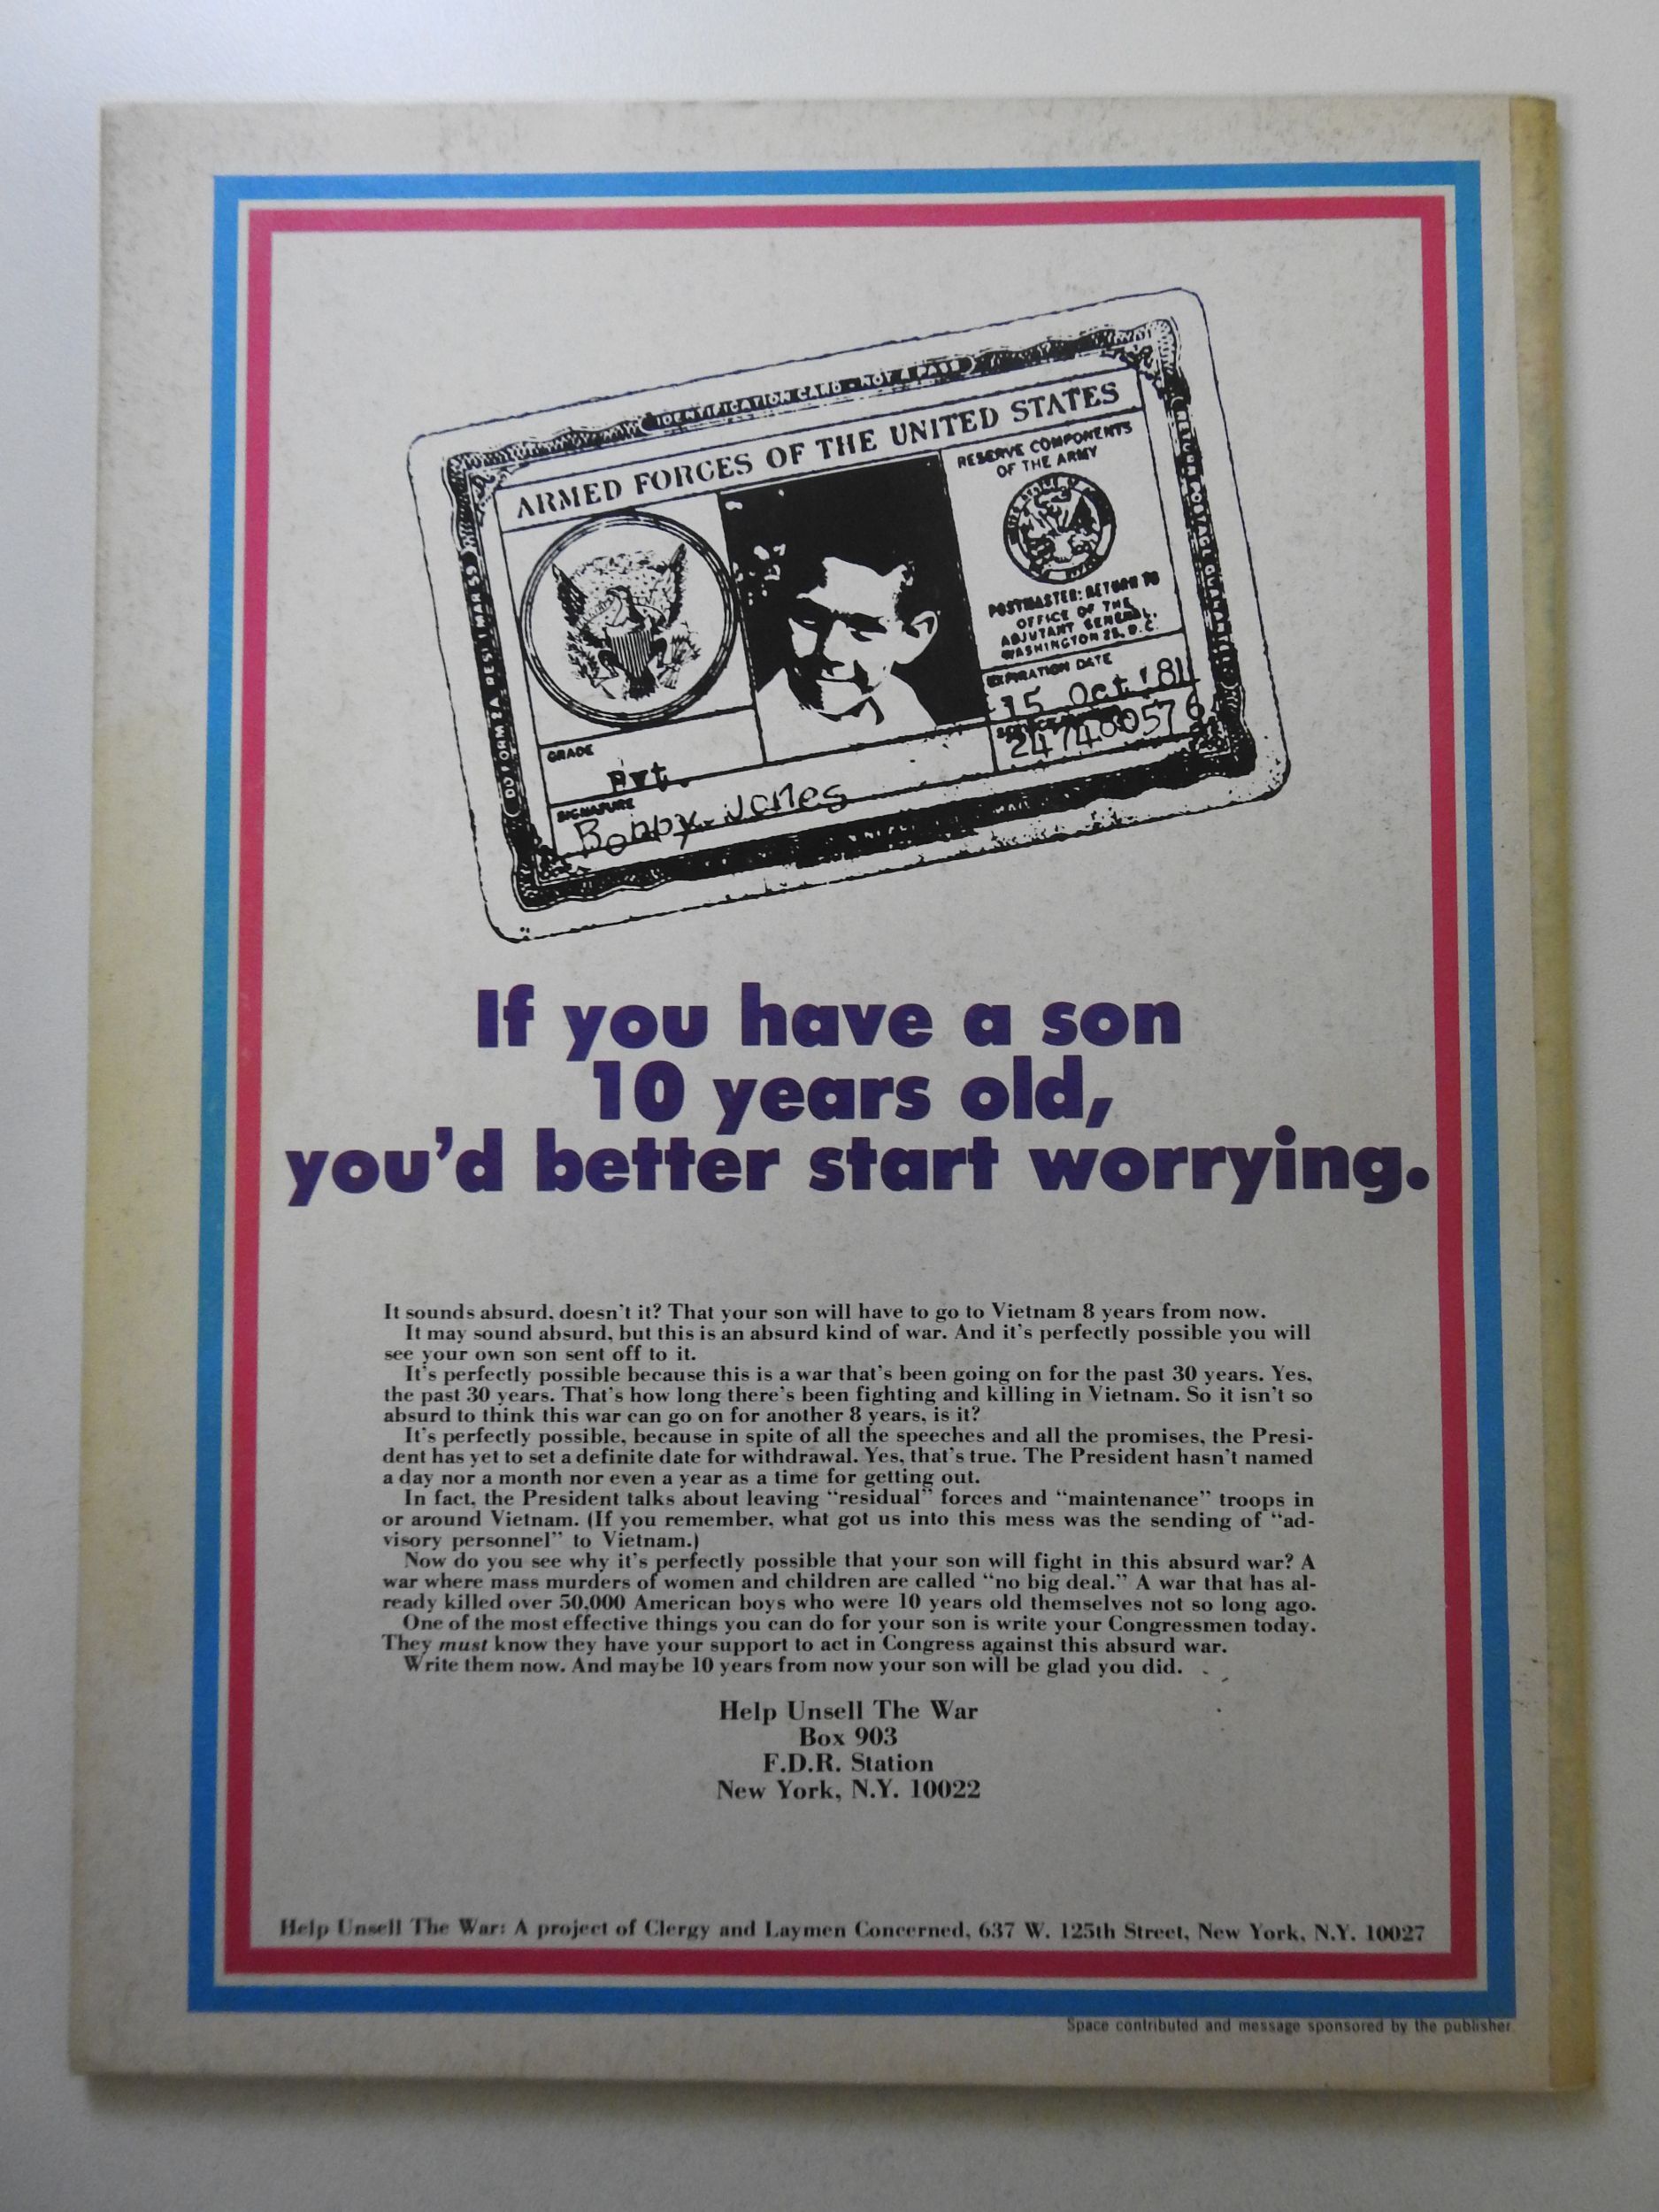 IDENTIFICATION CARD - NOT A PASS
ARMED FORCES OF THE UNITED STATES
RESERVE COMPONENTS
OF THE ARMY
POSTMASTER: RETURN TO
OFFICE OF THE
ADJUTANT GENERAL,
WASHINGTON 25, D.C.
EXPIRATION DATE
15 Oct '81
247480576
GRADE
Pvt.
SIGNATURE
Bobby Jones
If you have a son
10 years old,
you'd better start worrying.
It sounds absurd, doesn't it? That your son will have to go to Vietnam 8 years from now.
It may sound absurd, but this is an absurd kind of war. And it's perfectly possible you will
see your own son sent off to it.
It's perfectly possible because this is a war that's been going on for the past 30 years. Yes,
the past 30 years. That's how long there's been fighting and killing in Vietnam. So it isn't so
absurd to think this war can go on for another 8 years, is it?
It's perfectly possible, because in spite of all the speeches and all the promises, the Presi-
dent has yet to set a definite date for withdrawal. Yes, that's true. The President hasn't named
a day nor a month nor even a year as a time for getting out.
In fact, the President talks about leaving "residual" forces and "maintenance" troops in
or around Vietnam. (If you remember, what got us into this mess was the sending of "ad-
visory personnel" to Vietnam.)
Now do you see why it's perfectly possible that your son will fight in this absurd war? A
war where mass murders of women and children are called "no big deal." A war that has al-
ready killed over 50,000 American boys who were 10 years old themselves not so long ago.
One of the most effective things you can do for your son is write your Congressmen today.
They must know they have your support to act in Congress against this absurd war.
Write them now. And maybe 10 years from now your son will be glad you did.
Help Unsell The War
Box 903
F.D.R. Station
New York, N.Y. 10022
Help Unsell The War: A project of Clergy and Laymen Concerned, 637 W. 125th Street, New York, N.Y. 10027
Space contributed and message sponsored by the publisher